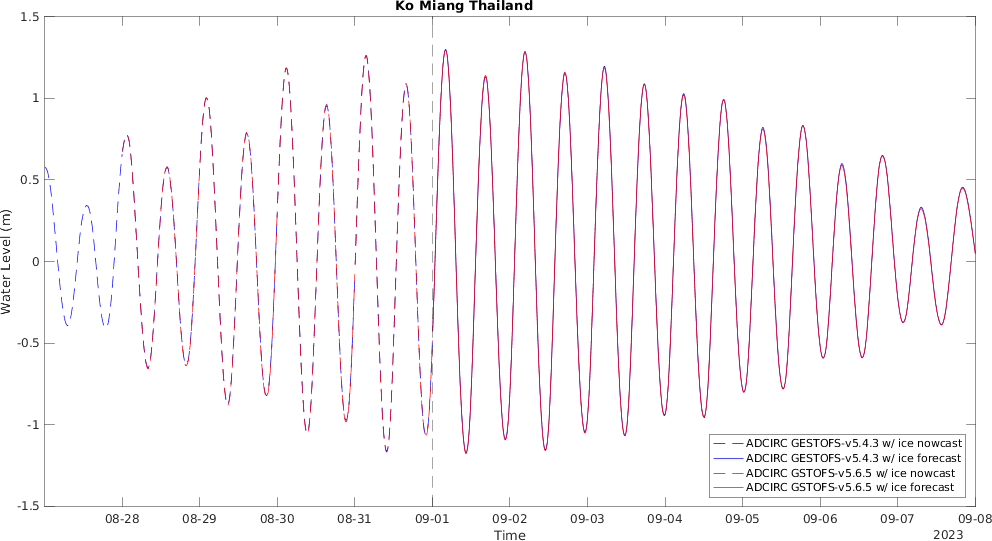 Ko Miang Thailand
1.5
1
0.5
0
-0.5
-1
-1.5
Water Level (m)
08-28 08-29 08-30 08-31 09-01 09-02 09-03 09-04 09-05 09-06 09-07 09-08
Time
2023
ADCIRC GESTOFS-v5.4.3 w/ ice nowcast
ADCIRC GESTOFS-v5.4.3 w/ ice forecast
ADCIRC GSTOFS-v5.6.5 w/ ice nowcast
ADCIRC GSTOFS-v5.6.5 w/ ice forecast